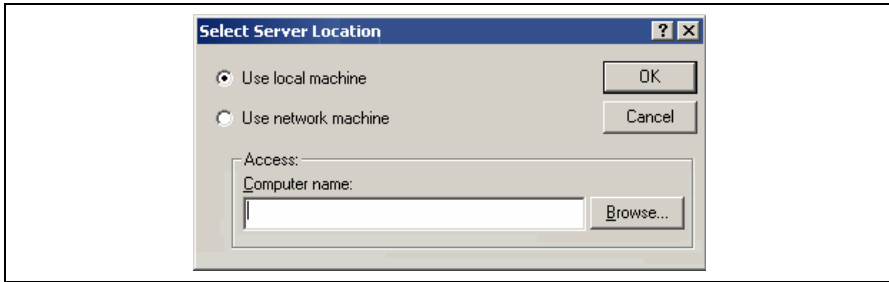 Select Server Location
Use local machine
OK
Use network machine
Cancel
Access:
Computer name:
Browse...